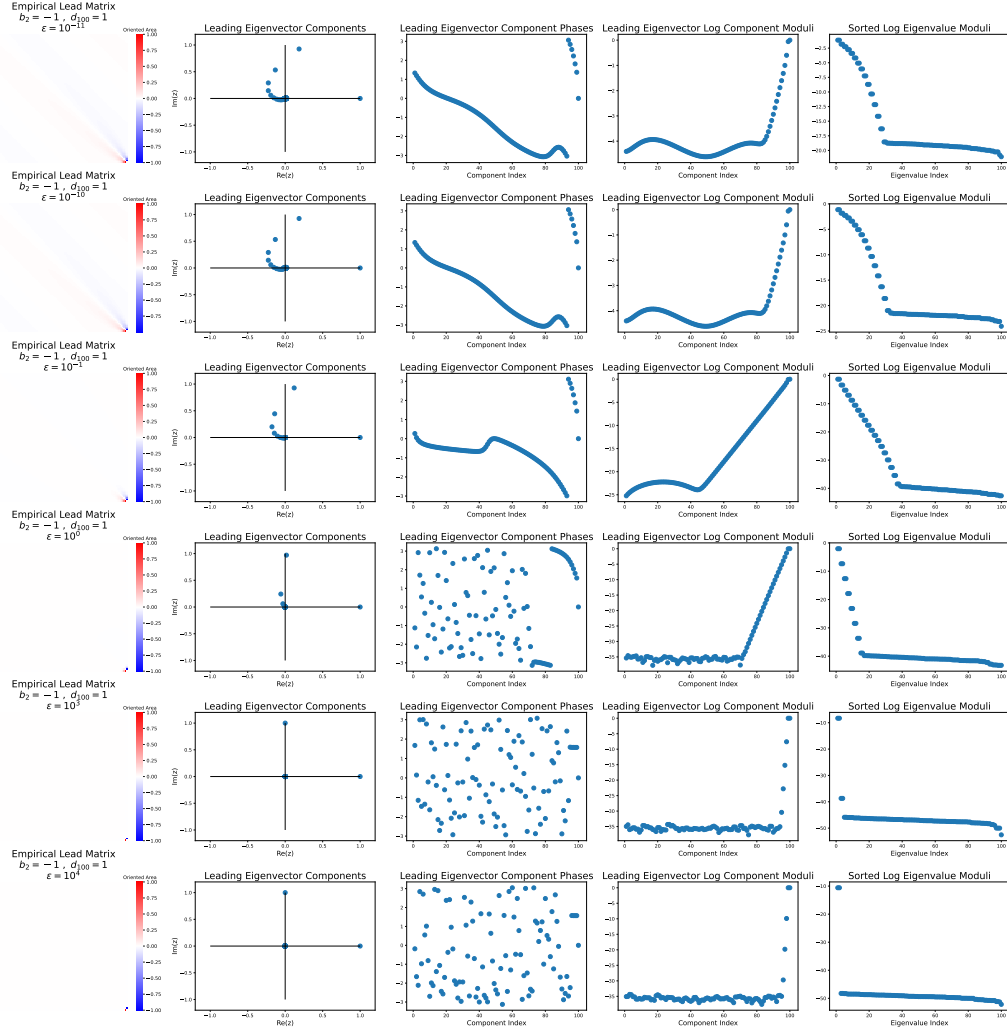 Empirical Lead Matrix
b₂ = −1 , d₁₀₀ = 1
ε = 10⁻¹¹
Oriented Area
Leading Eigenvector Components
Leading Eigenvector Component Phases
Leading Eigenvector Log Component Moduli
Sorted Log Eigenvalue Moduli
Im(z)
Re(z)
Component Index
Component Index
Eigenvalue Index
Empirical Lead Matrix
b₂ = −1 , d₁₀₀ = 1
ε = 10⁻¹⁰
Oriented Area
Leading Eigenvector Components
Leading Eigenvector Component Phases
Leading Eigenvector Log Component Moduli
Sorted Log Eigenvalue Moduli
Im(z)
Re(z)
Component Index
Component Index
Eigenvalue Index
Empirical Lead Matrix
b₂ = −1 , d₁₀₀ = 1
ε = 10⁻¹
Oriented Area
Leading Eigenvector Components
Leading Eigenvector Component Phases
Leading Eigenvector Log Component Moduli
Sorted Log Eigenvalue Moduli
Im(z)
Re(z)
Component Index
Component Index
Eigenvalue Index
Empirical Lead Matrix
b₂ = −1 , d₁₀₀ = 1
ε = 10⁰
Oriented Area
Leading Eigenvector Components
Leading Eigenvector Component Phases
Leading Eigenvector Log Component Moduli
Sorted Log Eigenvalue Moduli
Im(z)
Re(z)
Component Index
Component Index
Eigenvalue Index
Empirical Lead Matrix
b₂ = −1 , d₁₀₀ = 1
ε = 10³
Oriented Area
Leading Eigenvector Components
Leading Eigenvector Component Phases
Leading Eigenvector Log Component Moduli
Sorted Log Eigenvalue Moduli
Im(z)
Re(z)
Component Index
Component Index
Eigenvalue Index
Empirical Lead Matrix
b₂ = −1 , d₁₀₀ = 1
ε = 10⁴
Oriented Area
Leading Eigenvector Components
Leading Eigenvector Component Phases
Leading Eigenvector Log Component Moduli
Sorted Log Eigenvalue Moduli
Im(z)
Re(z)
Component Index
Component Index
Eigenvalue Index